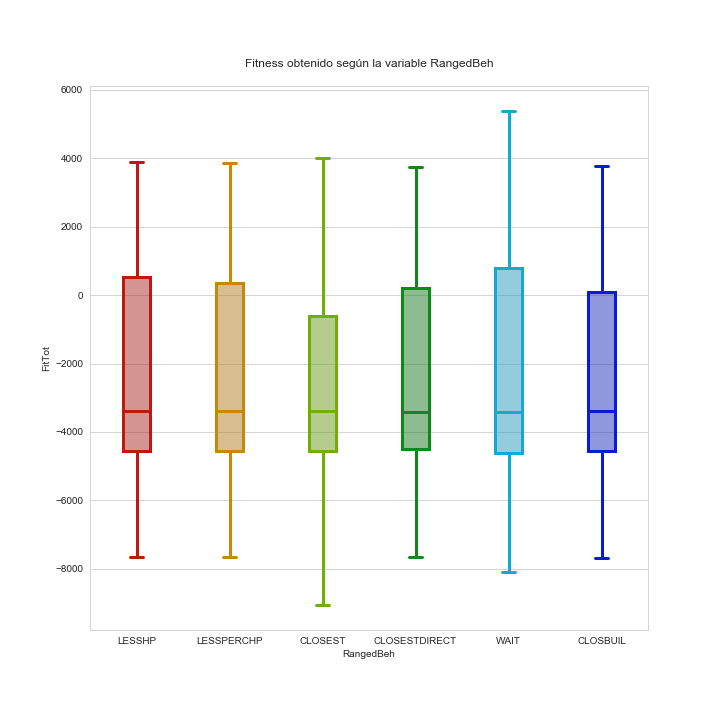 Fitness obtenido según la variable RangedBeh
6000
4000
2000
0
−2000
−4000
−6000
−8000
FitTot
LESSHP LESSPERCHP CLOSEST CLOSESTDIRECT WAIT CLOSBUIL
RangedBeh